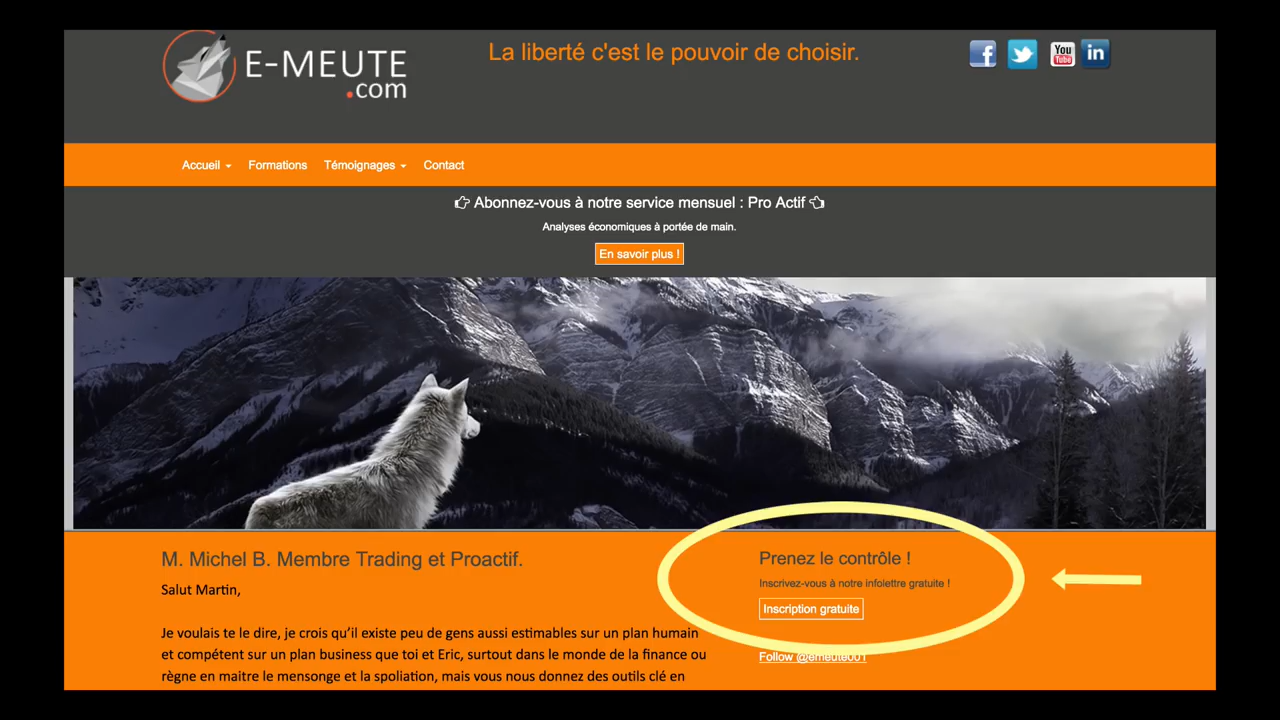 E-MEUTE
.com
La liberté c'est le pouvoir de choisir.
f
You
Tube
in
Accueil
Formations
Témoignages
Contact
Abonnez-vous à notre service mensuel : Pro Actif
Analyses économiques à portée de main.
En savoir plus !
M. Michel B. Membre Trading et Proactif.
Salut Martin,
Je voulais te le dire, je crois qu’il existe peu de gens aussi estimables sur un plan humain
et compétent sur un plan business que toi et Eric, surtout dans le monde de la finance ou
règne en maitre le mensonge et la spoliation, mais vous nous donnez des outils clé en
Prenez le contrôle !
Inscrivez-vous à notre infolettre gratuite !
Inscription gratuite
Follow @emeute001